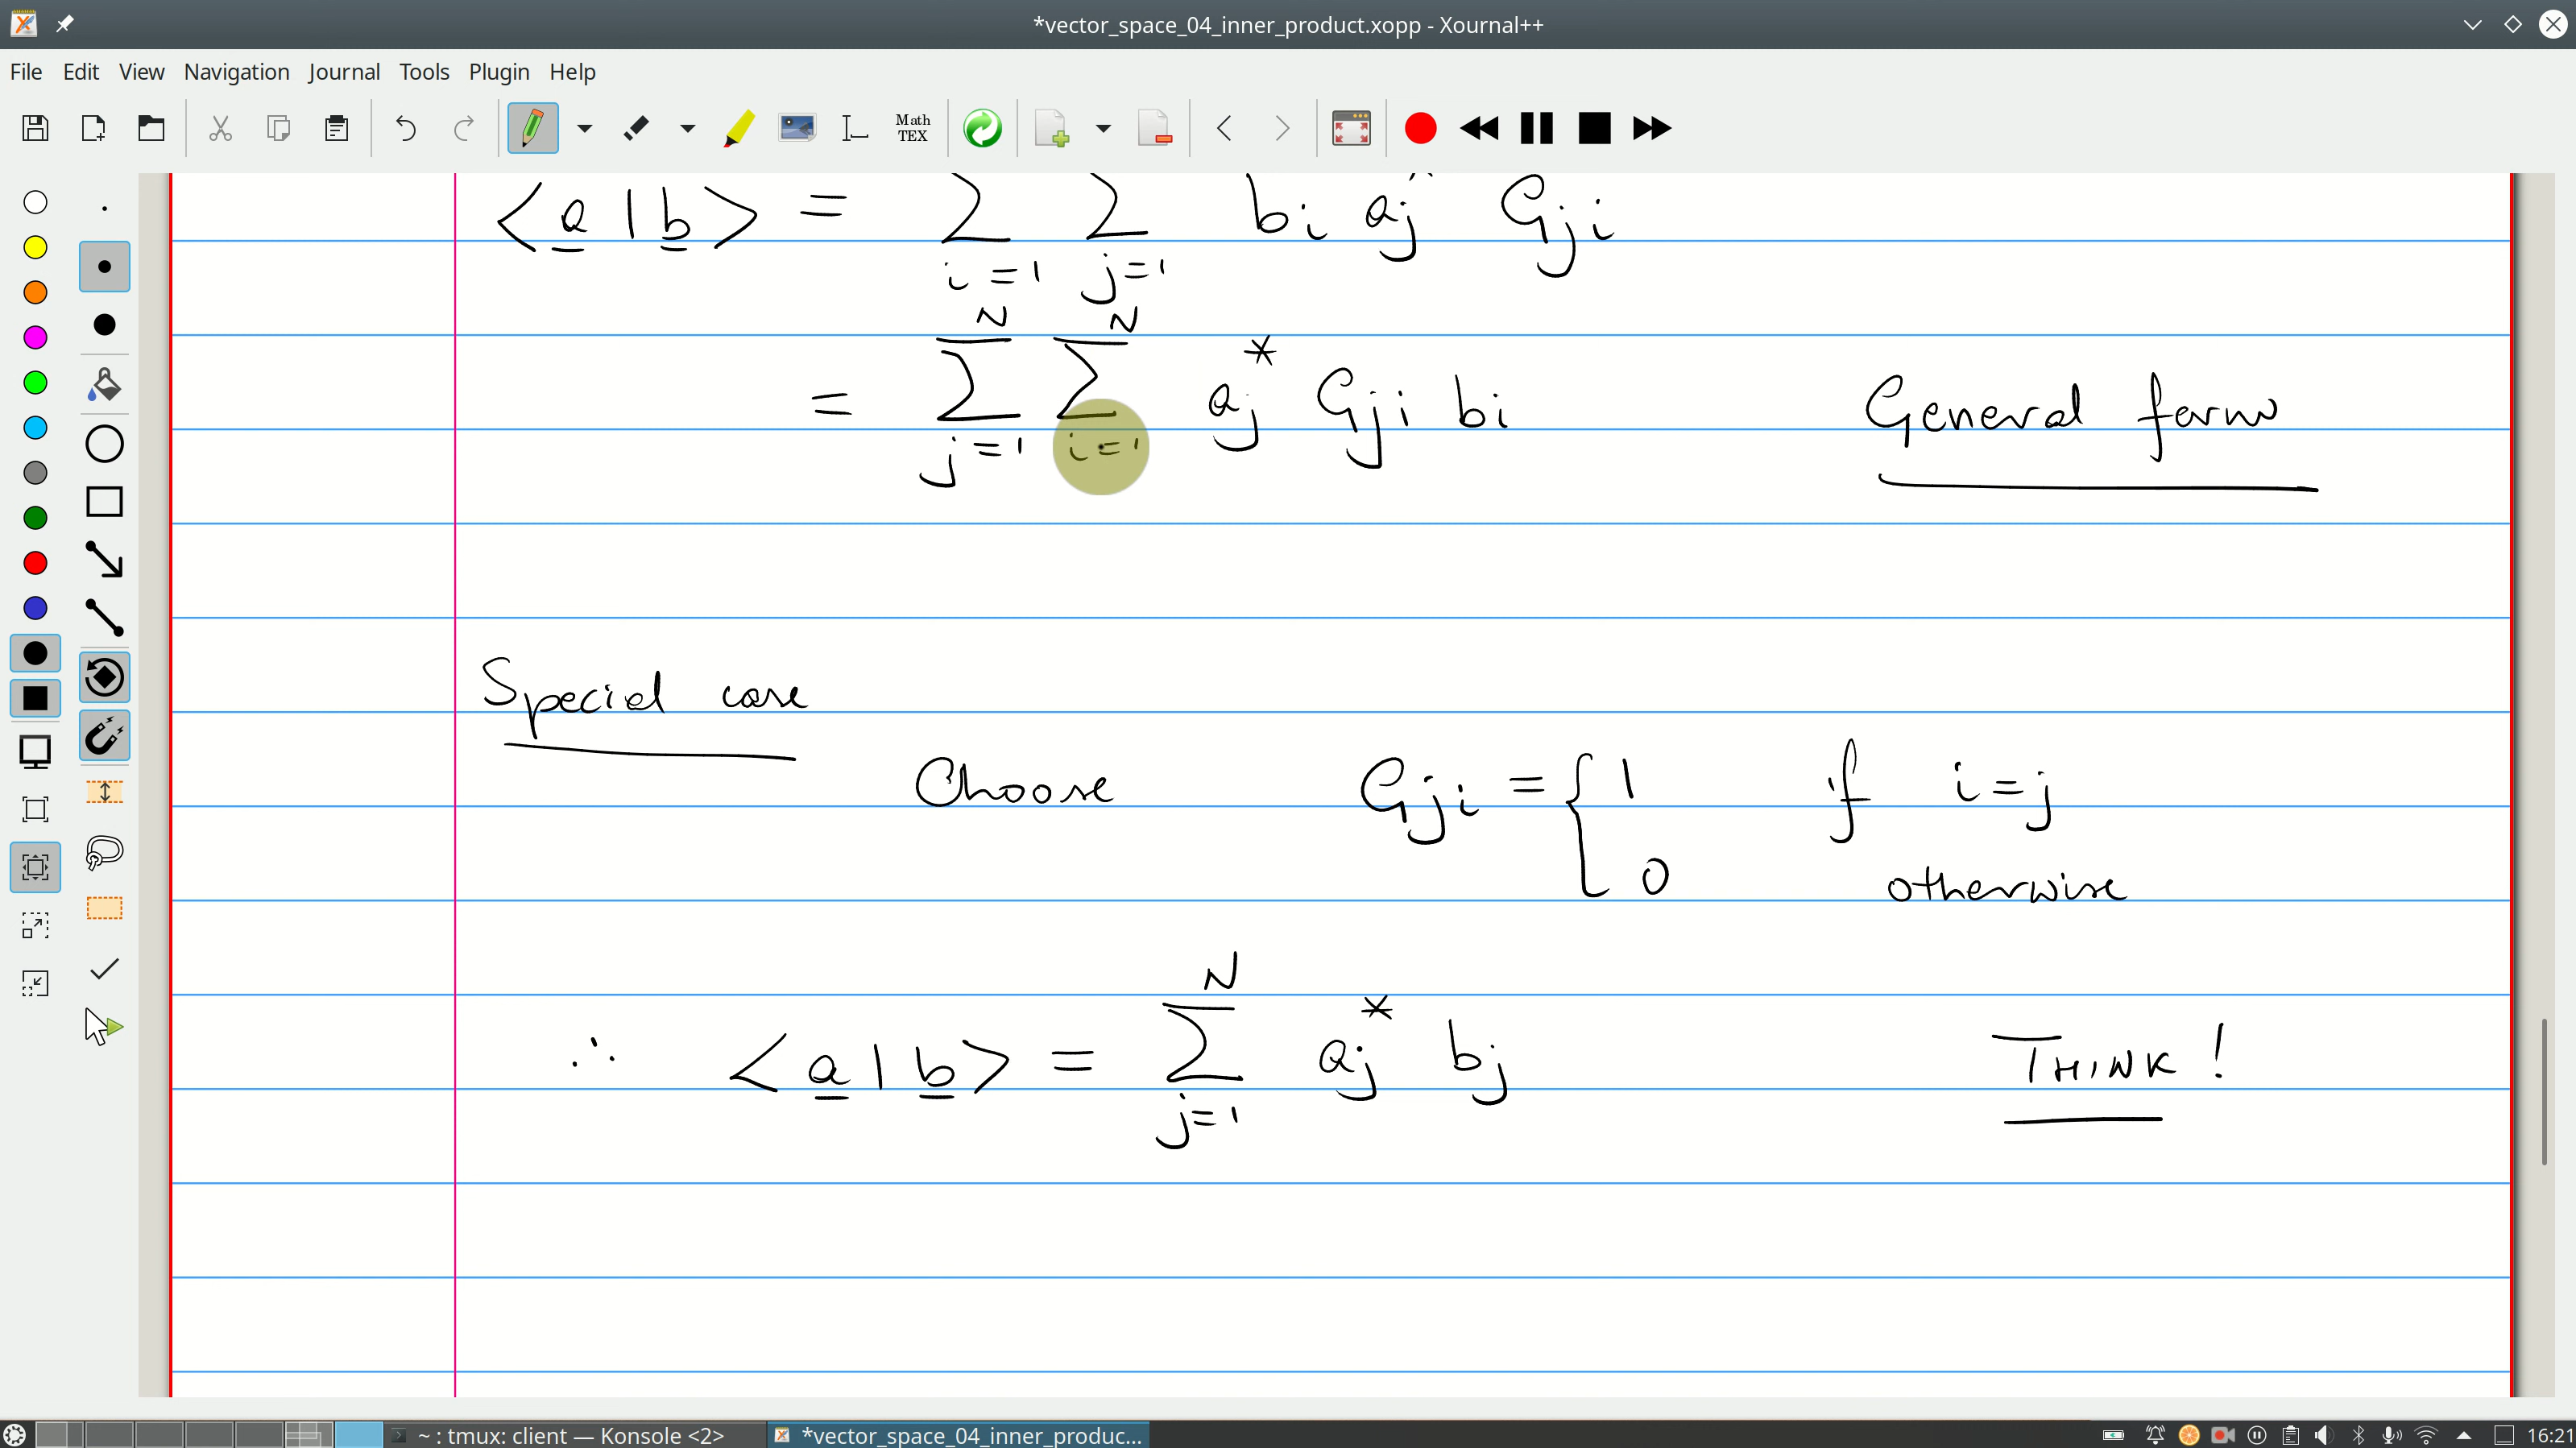 *vector_space_04_inner_product.xopp - Xournal++
File Edit View Navigation Journal Tools Plugin Help
Math
TEX
<a|b> = Σ Σ bi aj* Gji
i=1 j=1
N N
= Σ Σ aj* Gji bi General form
j=1 i=1
Special case
Choose Gji = { 1 if i=j
0 otherwise
N
∴ <a|b> = Σ aj* bj THINK!
j=1
~ : tmux: client — Konsole <2> *vector_space_04_inner_produc... 16:21